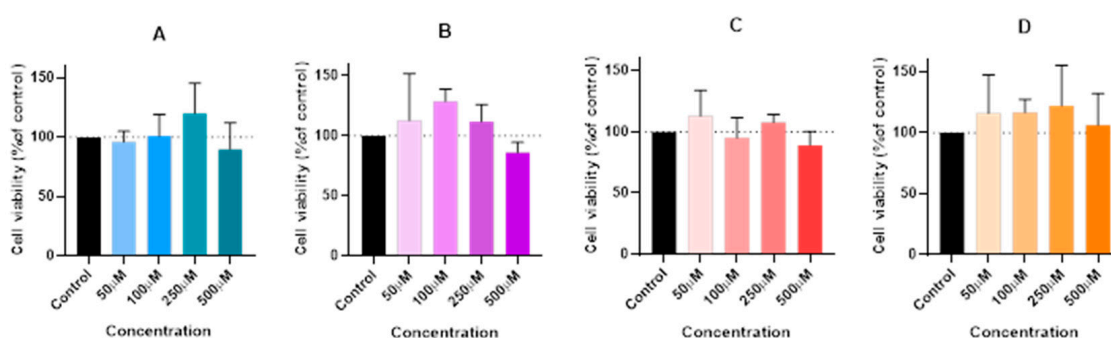 A
Cell viability (%of control)
150
100
50
0
Control
50μM
100μM
250μM
500μM
Concentration
B
Cell viability (%of control)
150
100
50
0
Control
50μM
100μM
250μM
500μM
Concentration
C
Cell viability (%of control)
150
100
50
0
Control
50μM
100μM
250μM
500μM
Concentration
D
Cell viability (%of control)
150
100
50
0
Control
50μM
100μM
250μM
500μM
Concentration